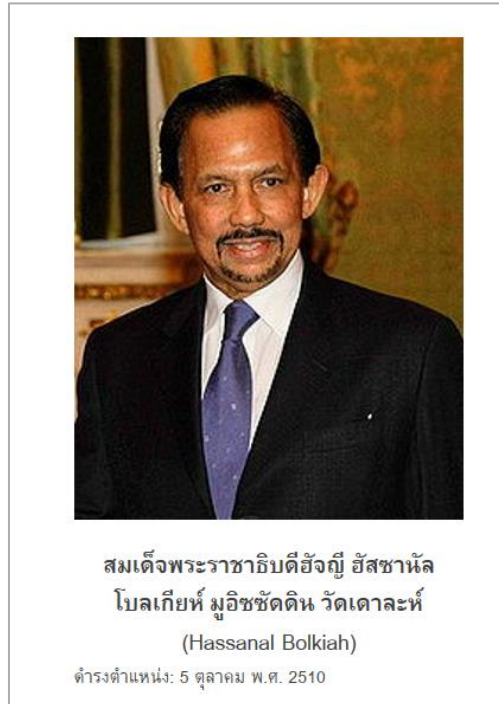 สมเด็จพระราชาธิบดีฮัจญี ฮัสซานัล
โบลเกียห์ มูอิซซัดดิน วัดเดาละห์
(Hassanal Bolkiah)
ดำรงตำแหน่ง: 5 ตุลาคม พ.ศ. 2510